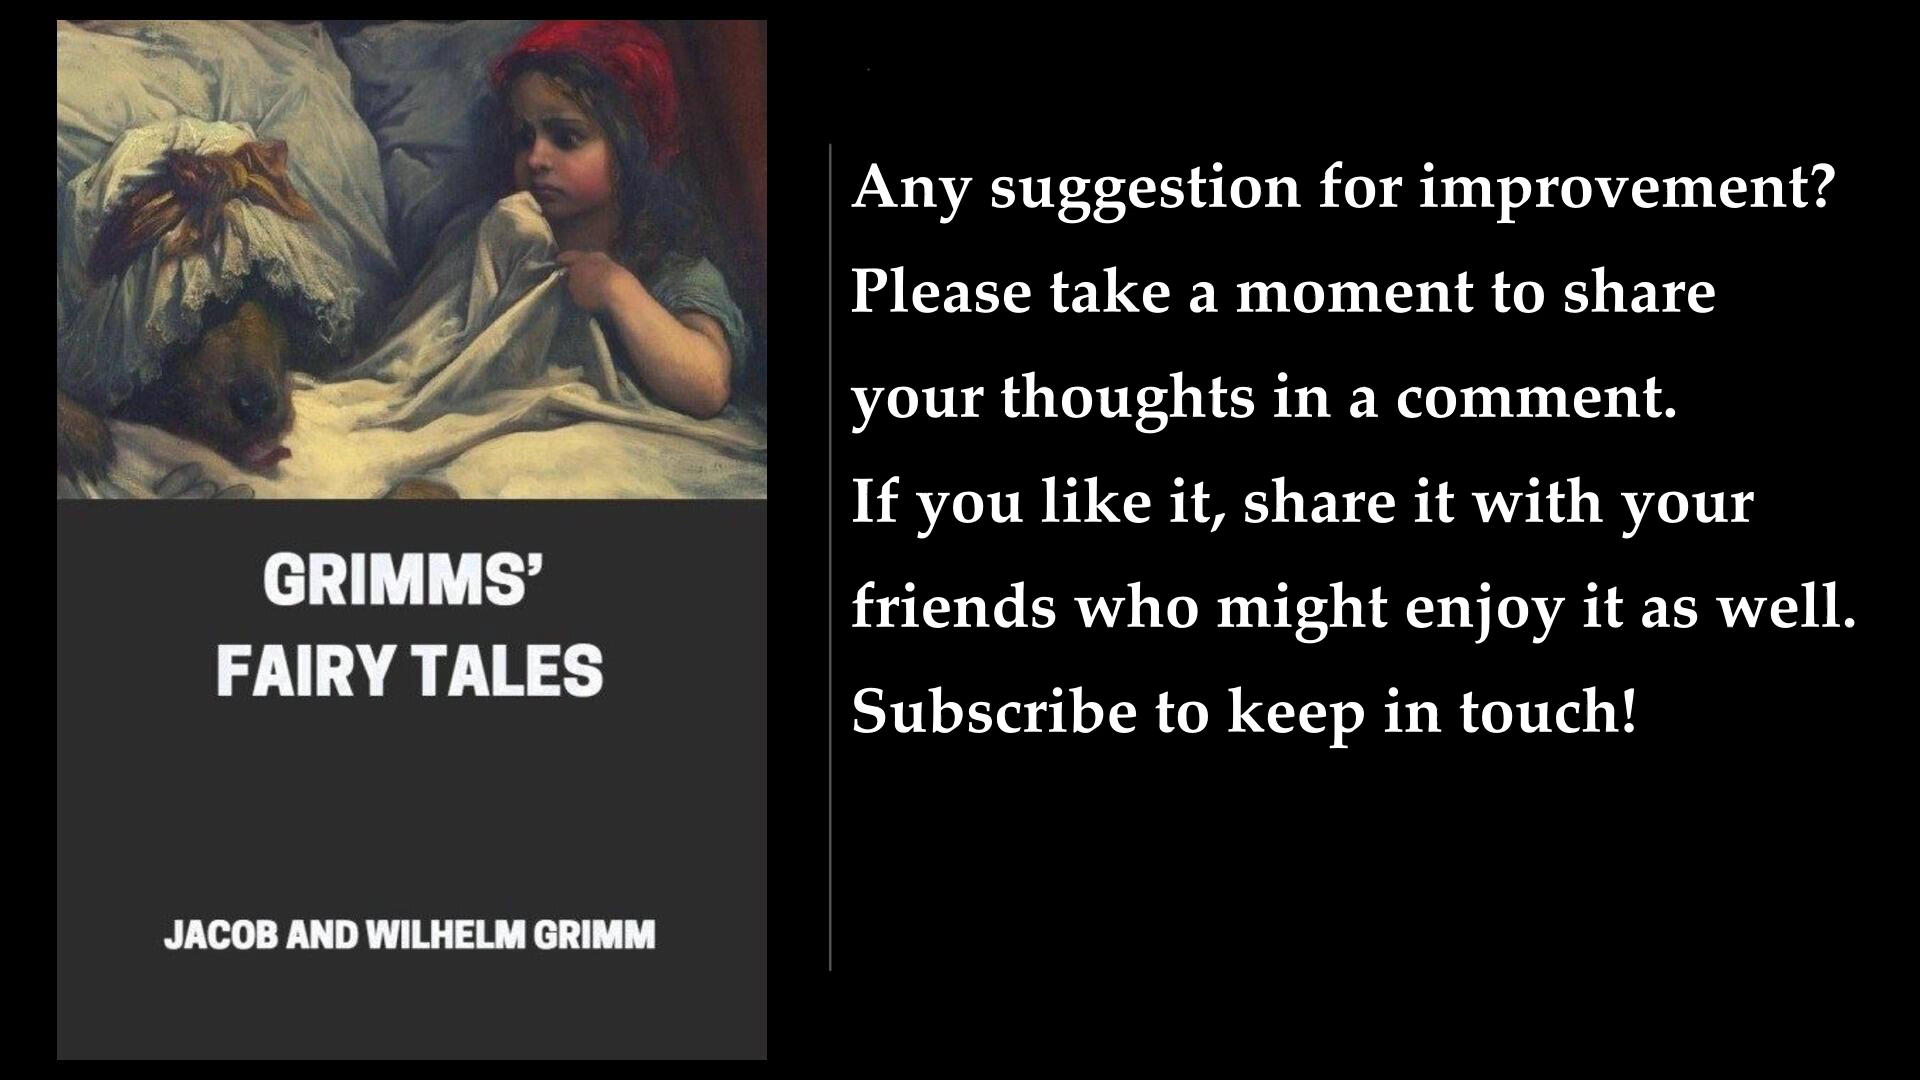 GRIMMS’
FAIRY TALES
JACOB AND WILHELM GRIMM
Any suggestion for improvement?
Please take a moment to share
your thoughts in a comment.
If you like it, share it with your
friends who might enjoy it as well.
Subscribe to keep in touch!